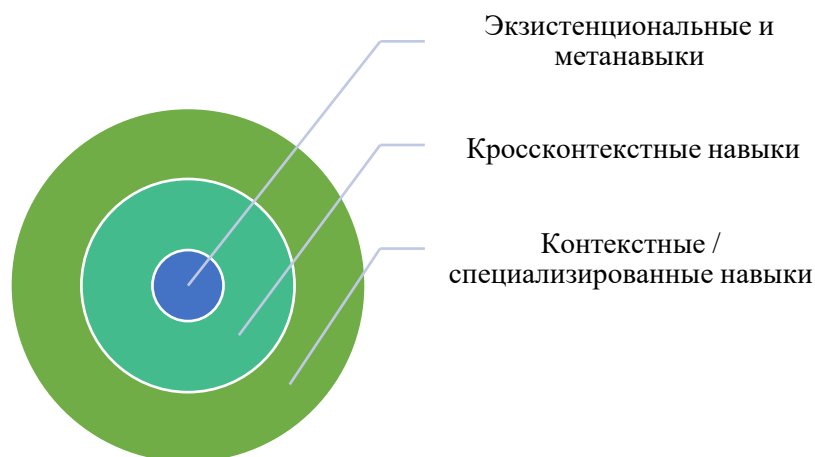 Экзистенциональные и
метанавыки
Кроссконтекстные навыки
Контекстные /
специализированные навыки